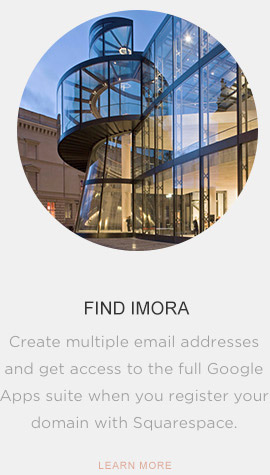 FIND IMORA
Create multiple email addresses
and get access to the full Google
Apps suite when you register your
domain with Squarespace.
LEARN MORE